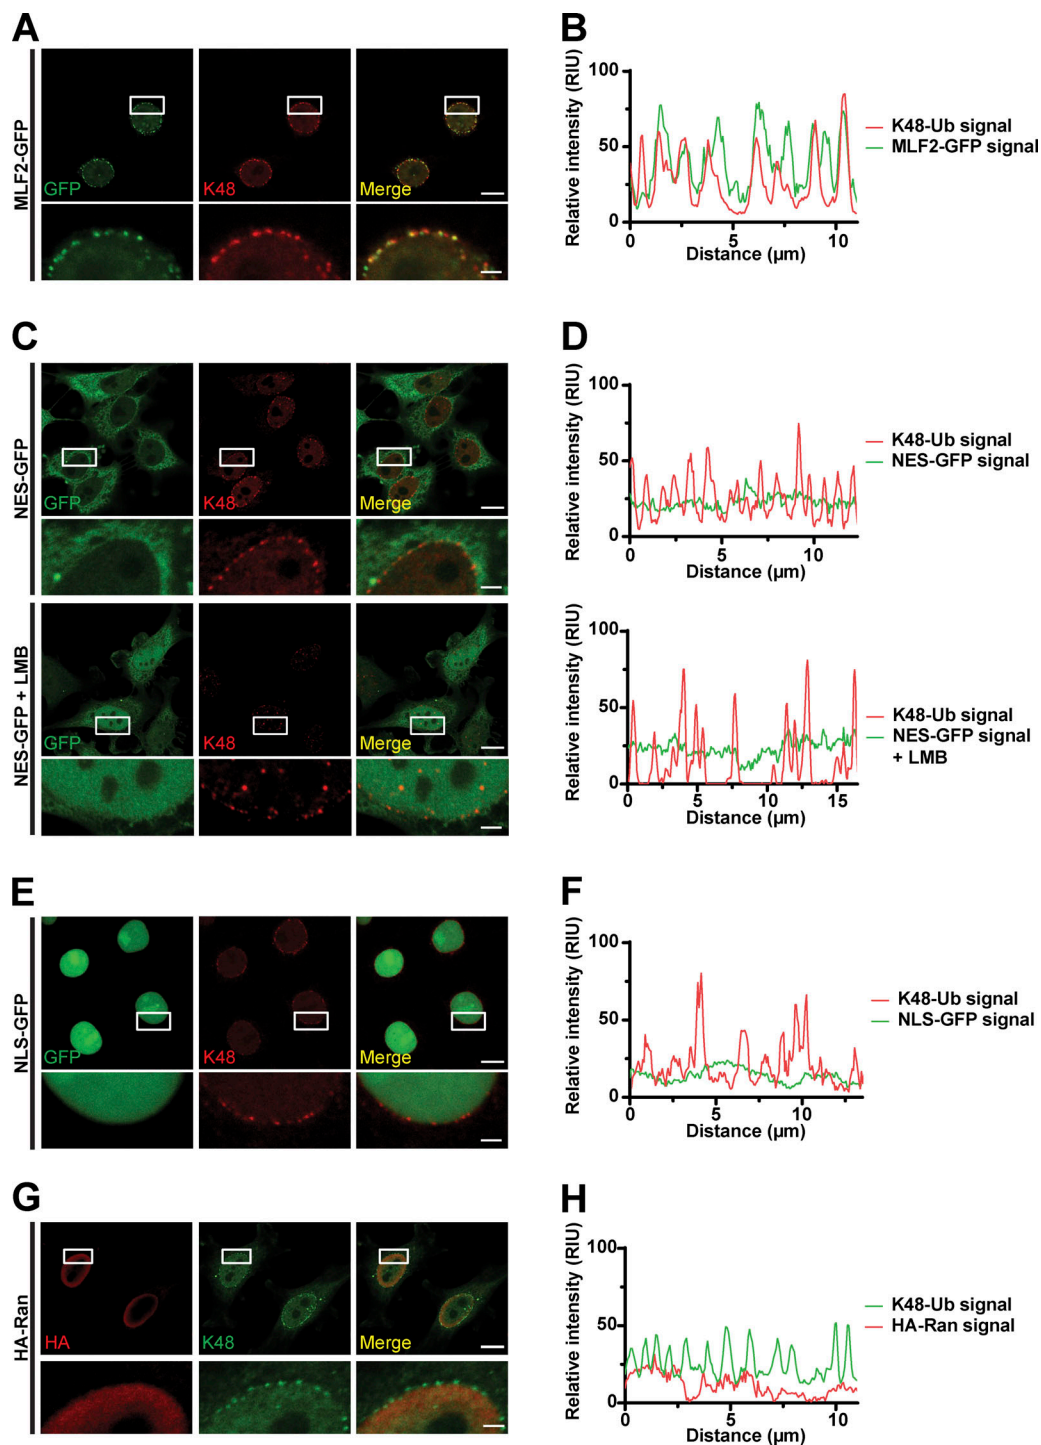 A
MLF2-GFP
GFP
K48
Merge
B
Relative intensity (RIU)
100
50
0
0
5
10
Distance (µm)
K48-Ub signal
MLF2-GFP signal
C
NES-GFP
GFP
K48
Merge
NES-GFP + LMB
GFP
K48
Merge
D
Relative intensity (RIU)
100
50
0
0
5
10
Distance (µm)
K48-Ub signal
NES-GFP signal
Relative intensity (RIU)
100
50
0
0
5
10
15
Distance (µm)
K48-Ub signal
NES-GFP signal
+ LMB
E
NLS-GFP
GFP
K48
Merge
F
Relative intensity (RIU)
100
50
0
0
5
10
Distance (µm)
K48-Ub signal
NLS-GFP signal
G
HA-Ran
HA
K48
Merge
H
Relative intensity (RIU)
100
50
0
0
5
10
Distance (µm)
K48-Ub signal
HA-Ran signal